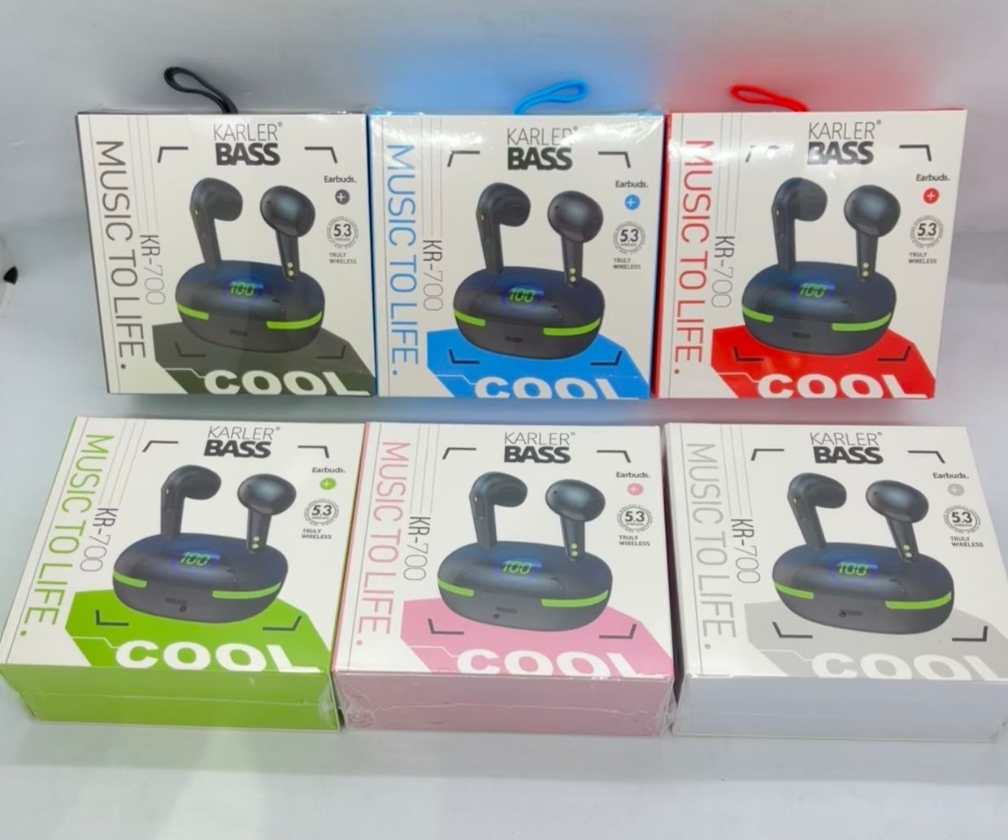 KARLER®
BASS
MUSIC TO LIFE.
KR-700
Earbuds.
5.3
TRULY
WIRELESS
100
COOL
KARLER®
BASS
MUSIC TO LIFE.
KR-700
Earbuds.
5.3
TRULY
WIRELESS
100
COOL
KARLER®
BASS
MUSIC TO LIFE.
KR-700
Earbuds.
5.3
TRULY
WIRELESS
100
COOL
KARLER®
BASS
MUSIC TO LIFE.
KR-700
Earbuds.
5.3
TRULY
WIRELESS
100
COOL
KARLER®
BASS
MUSIC TO LIFE.
KR-700
Earbuds.
5.3
TRULY
WIRELESS
100
COOL
KARLER®
BASS
MUSIC TO LIFE.
KR-700
Earbuds.
5.3
TRULY
WIRELESS
100
COOL